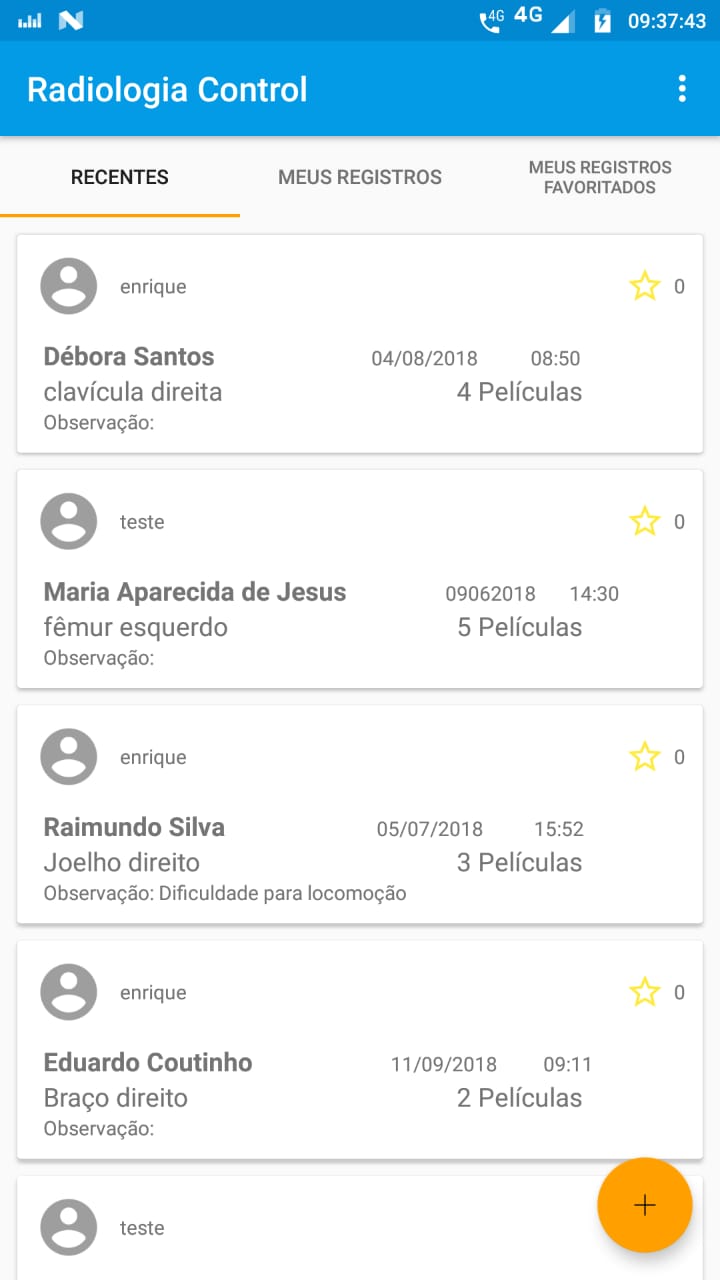 4G 4G 09:37:43
Radiologia Control
RECENTES MEUS REGISTROS MEUS REGISTROS
FAVORITADOS
enrique 0
Débora Santos 04/08/2018 08:50
clavícula direita 4 Películas
Observação:
teste 0
Maria Aparecida de Jesus 09062018 14:30
fêmur esquerdo 5 Películas
Observação:
enrique 0
Raimundo Silva 05/07/2018 15:52
Joelho direito 3 Películas
Observação: Dificuldade para locomoção
enrique 0
Eduardo Coutinho 11/09/2018 09:11
Braço direito 2 Películas
Observação:
teste